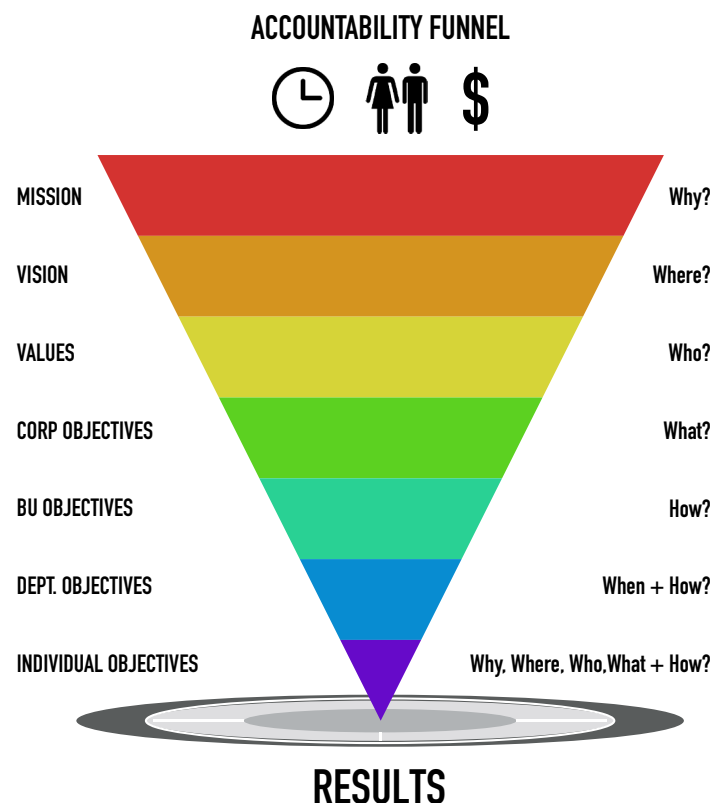 ACCOUNTABILITY FUNNEL
$
MISSION Why?
VISION Where?
VALUES Who?
CORP OBJECTIVES What?
BU OBJECTIVES How?
DEPT. OBJECTIVES When + How?
INDIVIDUAL OBJECTIVES Why, Where, Who,What + How?
RESULTS